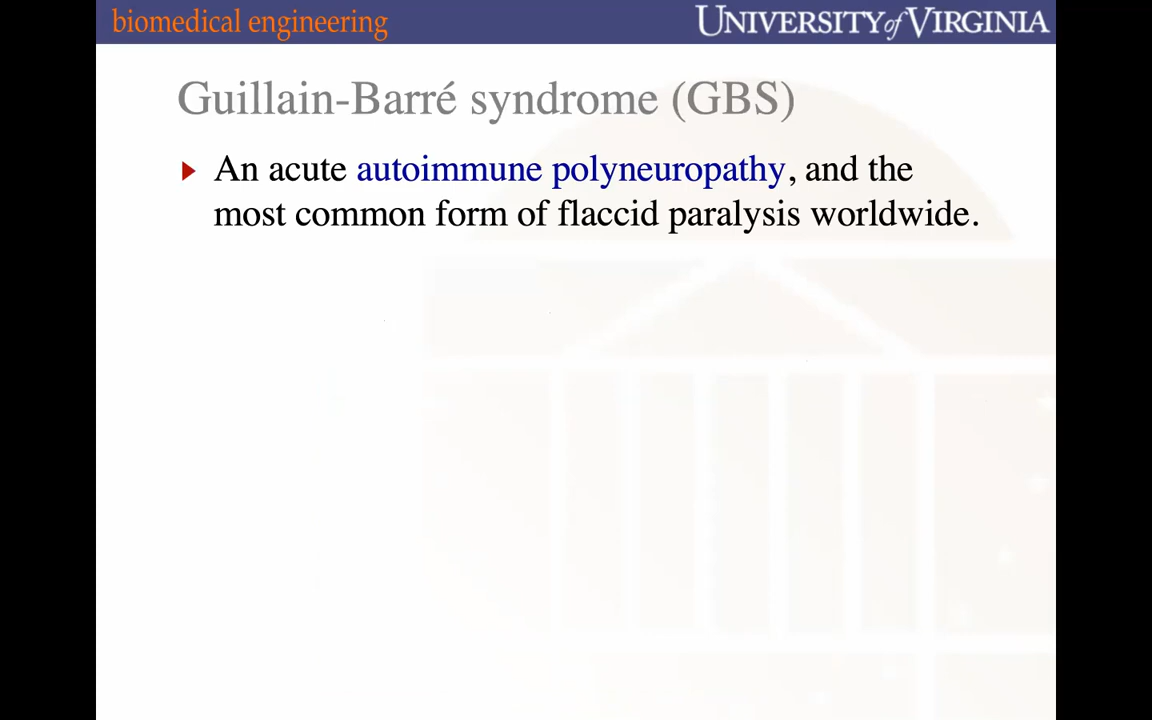 biomedical engineering
UNIVERSITY of VIRGINIA
Guillain-Barré syndrome (GBS)
An acute autoimmune polyneuropathy, and the
most common form of flaccid paralysis worldwide.